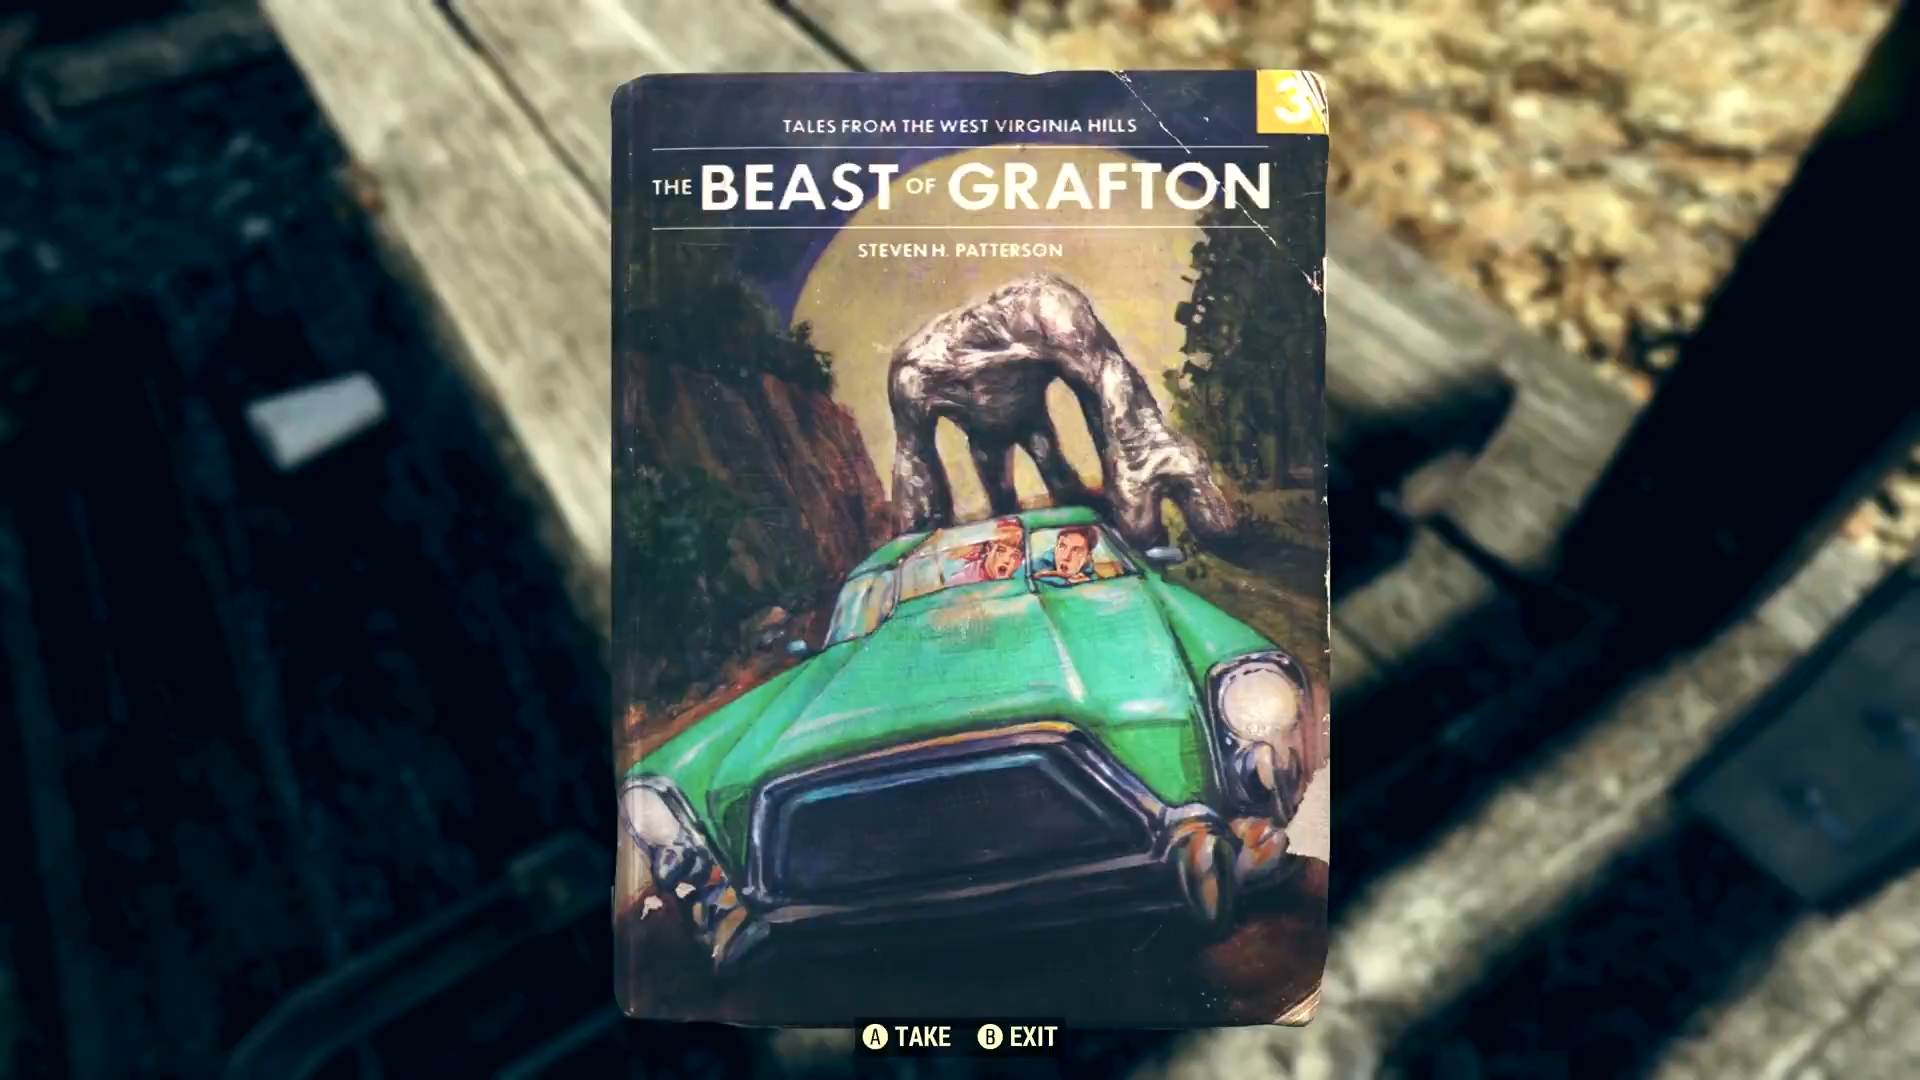 3
TALES FROM THE WEST VIRGINIA HILLS
THE BEAST OF GRAFTON
STEVEN H. PATTERSON
A TAKE B EXIT